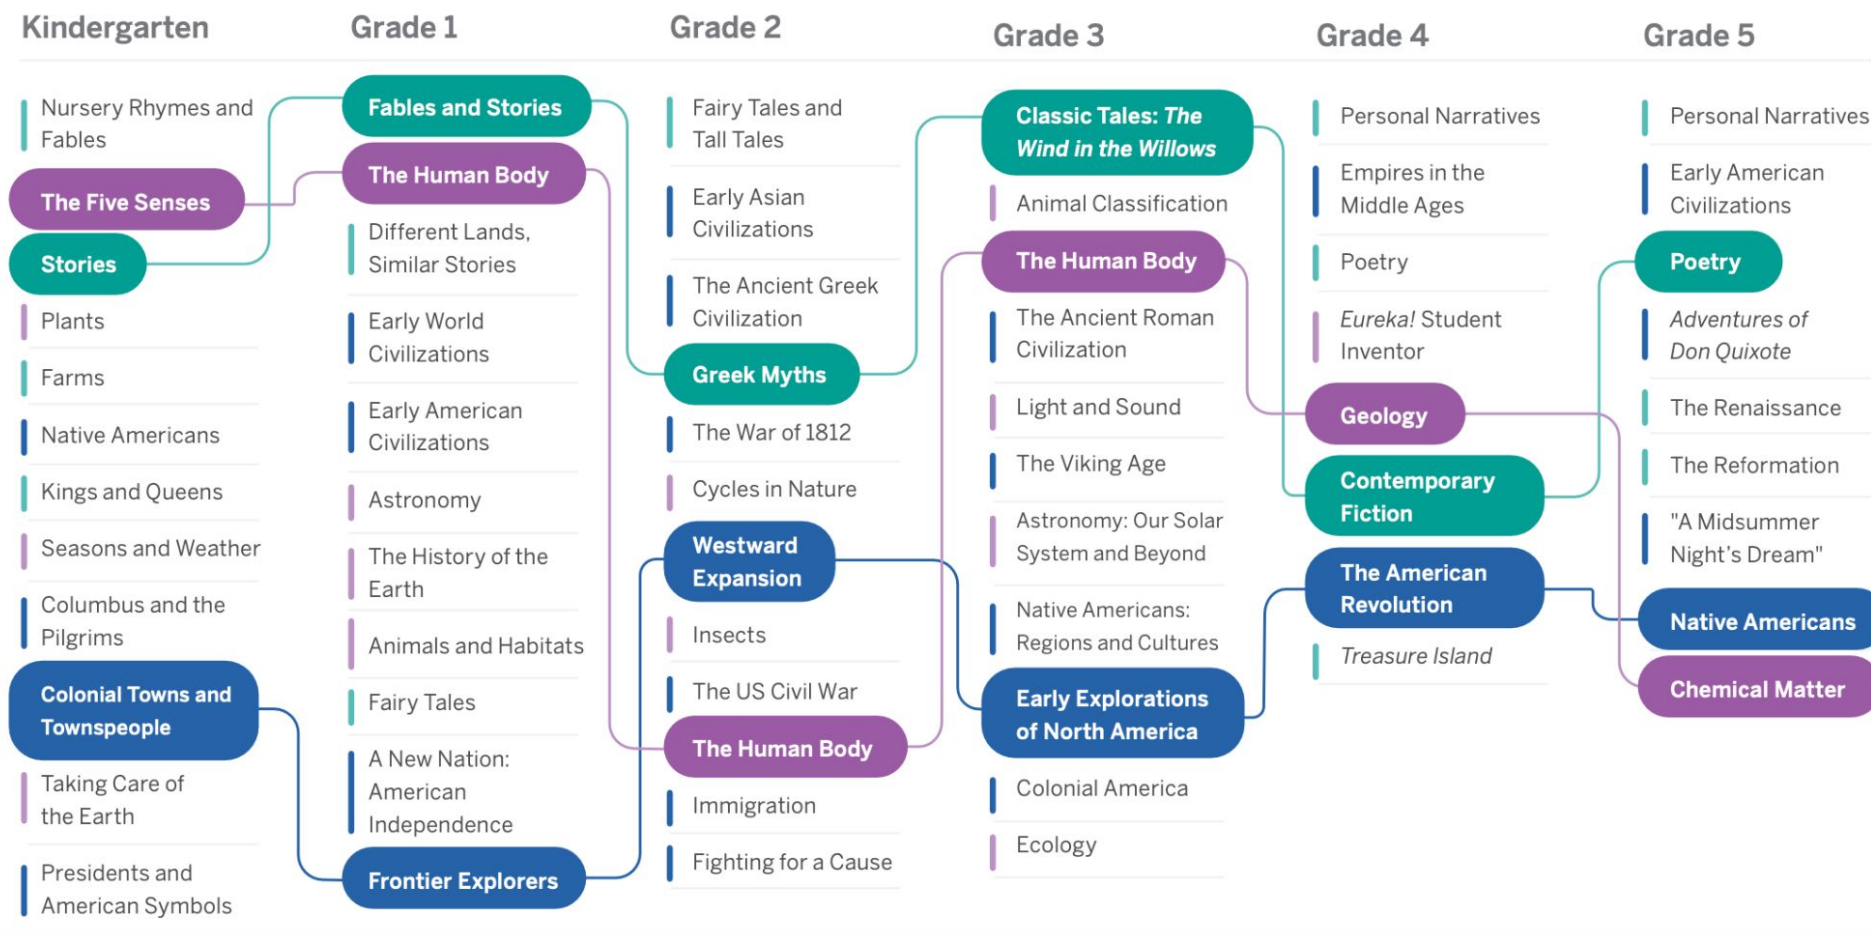 Kindergarten
Nursery Rhymes and
Fables
The Five Senses
Stories
Plants
Farms
Native Americans
Kings and Queens
Seasons and Weather
Columbus and the
Pilgrims
Colonial Towns and
Townspeople
Taking Care of
the Earth
Presidents and
American Symbols
Grade 1
Fables and Stories
The Human Body
Different Lands,
Similar Stories
Early World
Civilizations
Early American
Civilizations
Astronomy
The History of the
Earth
Animals and Habitats
Fairy Tales
A New Nation:
American
Independence
Frontier Explorers
Grade 2
Fairy Tales and
Tall Tales
Early Asian
Civilizations
The Ancient Greek
Civilization
Greek Myths
The War of 1812
Cycles in Nature
Westward
Expansion
Insects
The US Civil War
The Human Body
Immigration
Fighting for a Cause
Grade 3
Classic Tales: The
Wind in the Willows
Animal Classification
The Human Body
The Ancient Roman
Civilization
Light and Sound
The Viking Age
Astronomy: Our Solar
System and Beyond
Native Americans:
Regions and Cultures
Early Explorations
of North America
Colonial America
Ecology
Grade 4
Personal Narratives
Empires in the
Middle Ages
Poetry
Eureka! Student
Inventor
Geology
Contemporary
Fiction
The American
Revolution
Treasure Island
Grade 5
Personal Narratives
Early American
Civilizations
Poetry
Adventures of
Don Quixote
The Renaissance
The Reformation
"A Midsummer
Night's Dream"
Native Americans
Chemical Matter